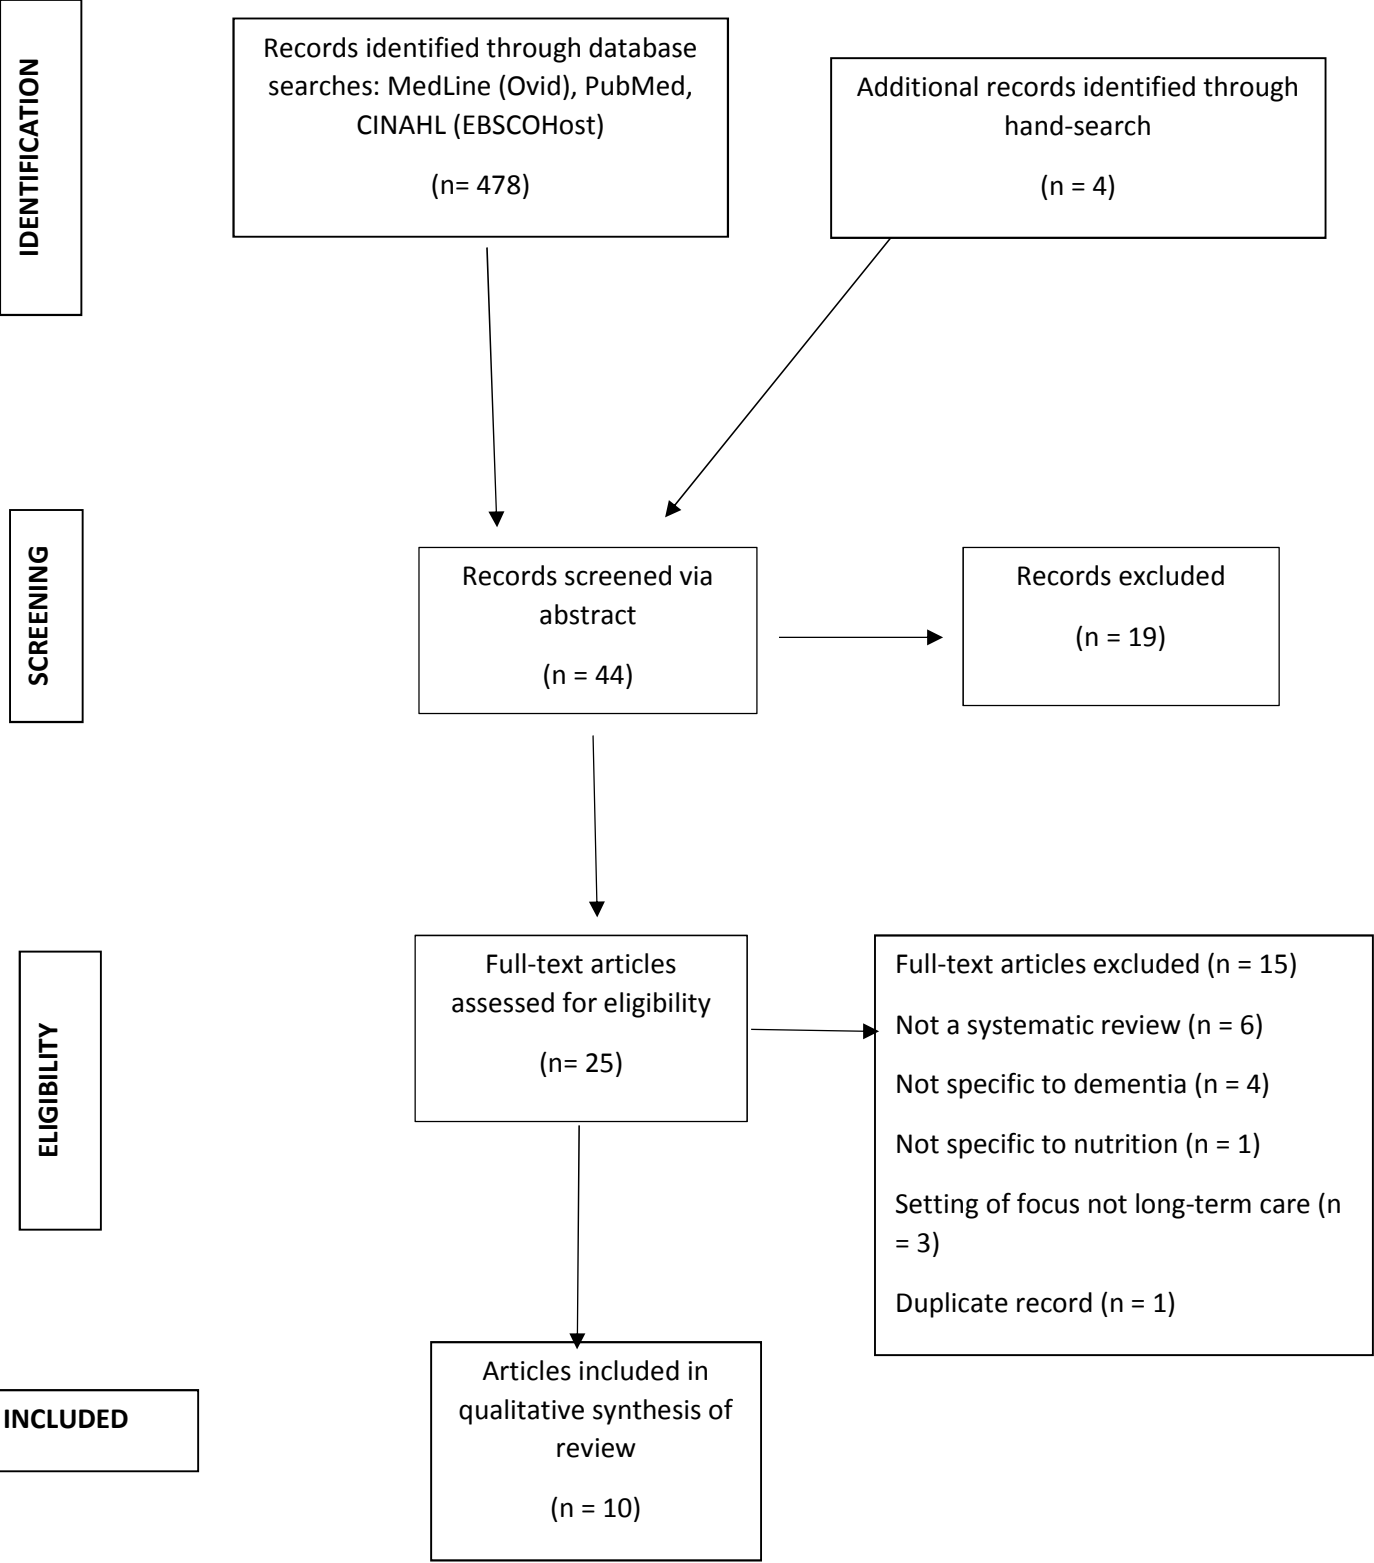 IDENTIFICATION
Records identified through database
searches: MedLine (Ovid), PubMed,
CINAHL (EBSCOHost)
(n= 478)
Additional records identified through
hand-search
(n = 4)
SCREENING
Records screened via
abstract
(n = 44)
Records excluded
(n = 19)
ELIGIBILITY
Full-text articles
assessed for eligibility
(n= 25)
Full-text articles excluded (n = 15)
Not a systematic review (n = 6)
Not specific to dementia (n = 4)
Not specific to nutrition (n = 1)
Setting of focus not long-term care (n
= 3)
Duplicate record (n = 1)
INCLUDED
Articles included in
qualitative synthesis of
review
(n = 10)